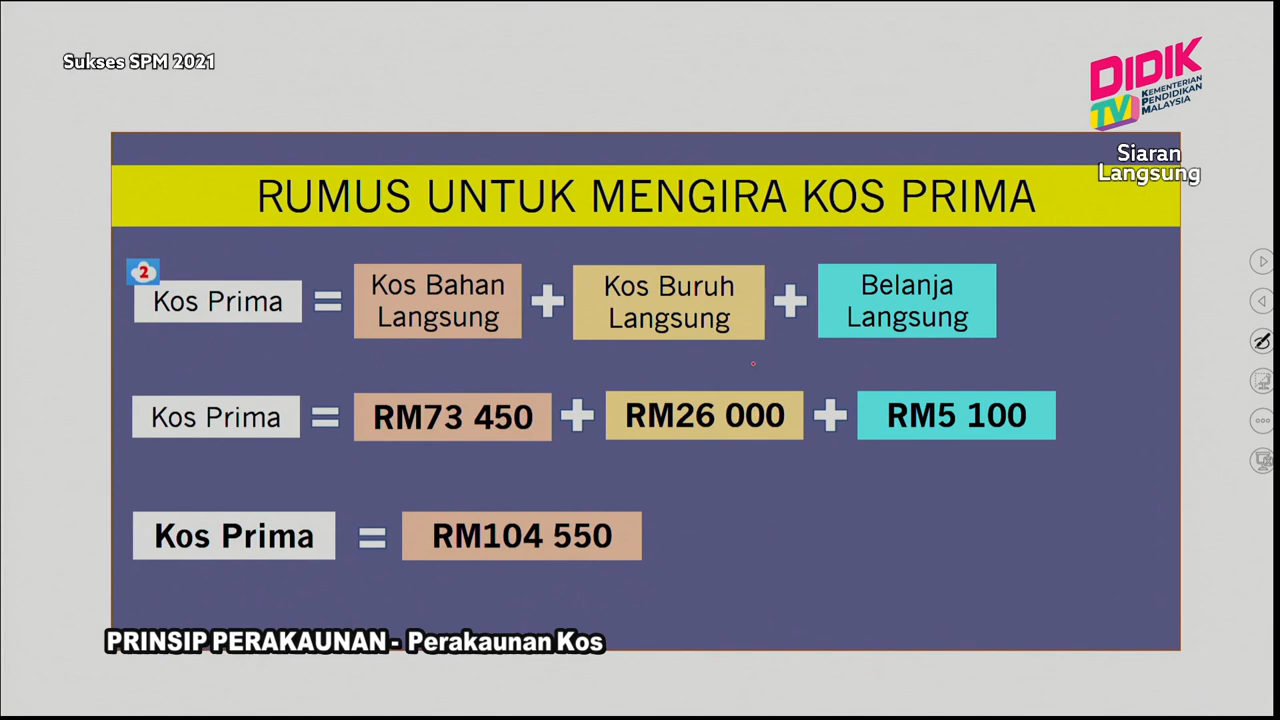 Sukses SPM 2021
DIDIK
TV
KEMENTERIAN
PENDIDIKAN
MALAYSIA
Siaran
Langsung
RUMUS UNTUK MENGIRA KOS PRIMA
2
Kos Prima = Kos Bahan Langsung + Kos Buruh Langsung + Belanja Langsung
Kos Prima = RM73 450 + RM26 000 + RM5 100
Kos Prima = RM104 550
PRINSIP PERAKAUNAN - Perakaunan Kos